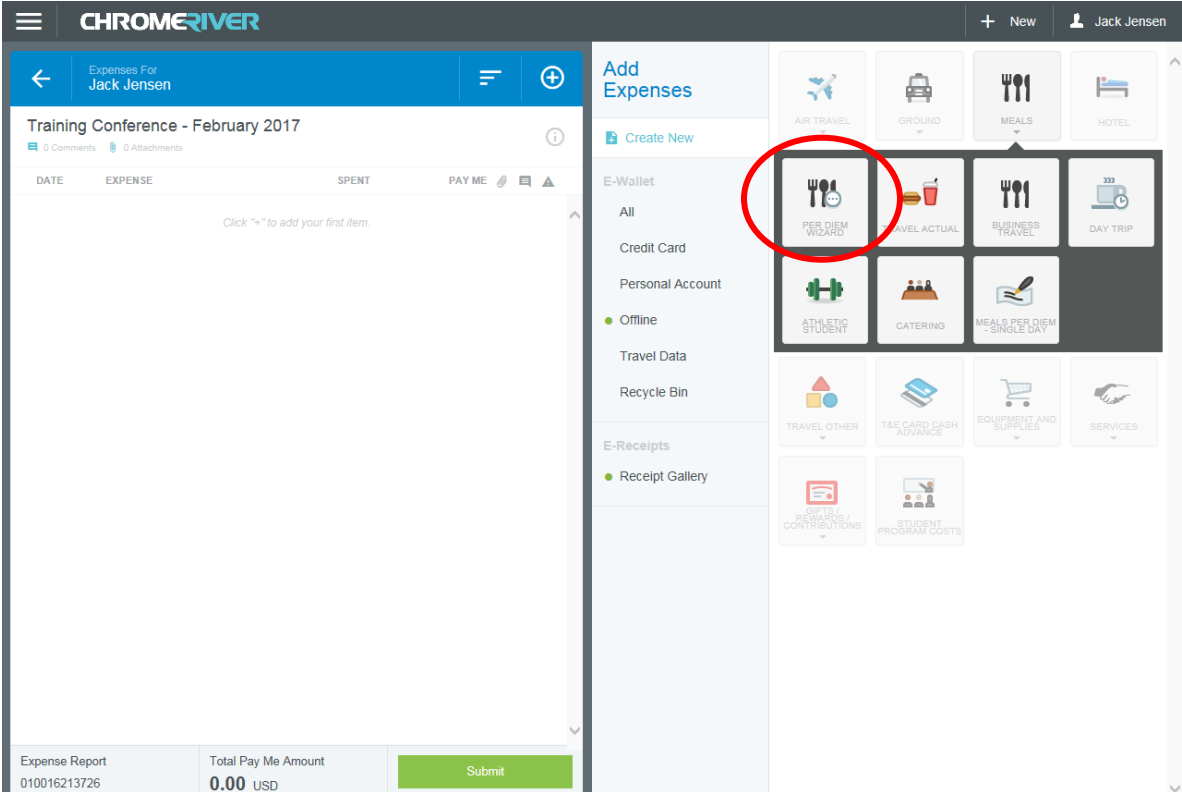 CHROMERIVER
New
Jack Jensen
Expenses For
Jack Jensen
Training Conference - February 2017
0 Comments
0 Attachments
DATE
EXPENSE
SPENT
PAY ME
Click "+" to add your first item.
Expense Report
010016213726
Total Pay Me Amount
0.00 USD
Submit
Add
Expenses
Create New
E-Wallet
All
Credit Card
Personal Account
Offline
Travel Data
Recycle Bin
E-Receipts
Receipt Gallery
AIR TRAVEL
GROUND
MEALS
HOTEL
PER DIEM
WIZARD
TRAVEL ACTUAL
BUSINESS
TRAVEL
DAY TRIP
ATHLETIC
STUDENT
CATERING
MEALS PER DIEM
- SINGLE DAY
TRAVEL OTHER
T&E CARD CASH
ADVANCE
EQUIPMENT AND
SUPPLIES
SERVICES
GIFTS /
REWARDS /
CONTRIBUTIONS
STUDENT
PROGRAM COSTS